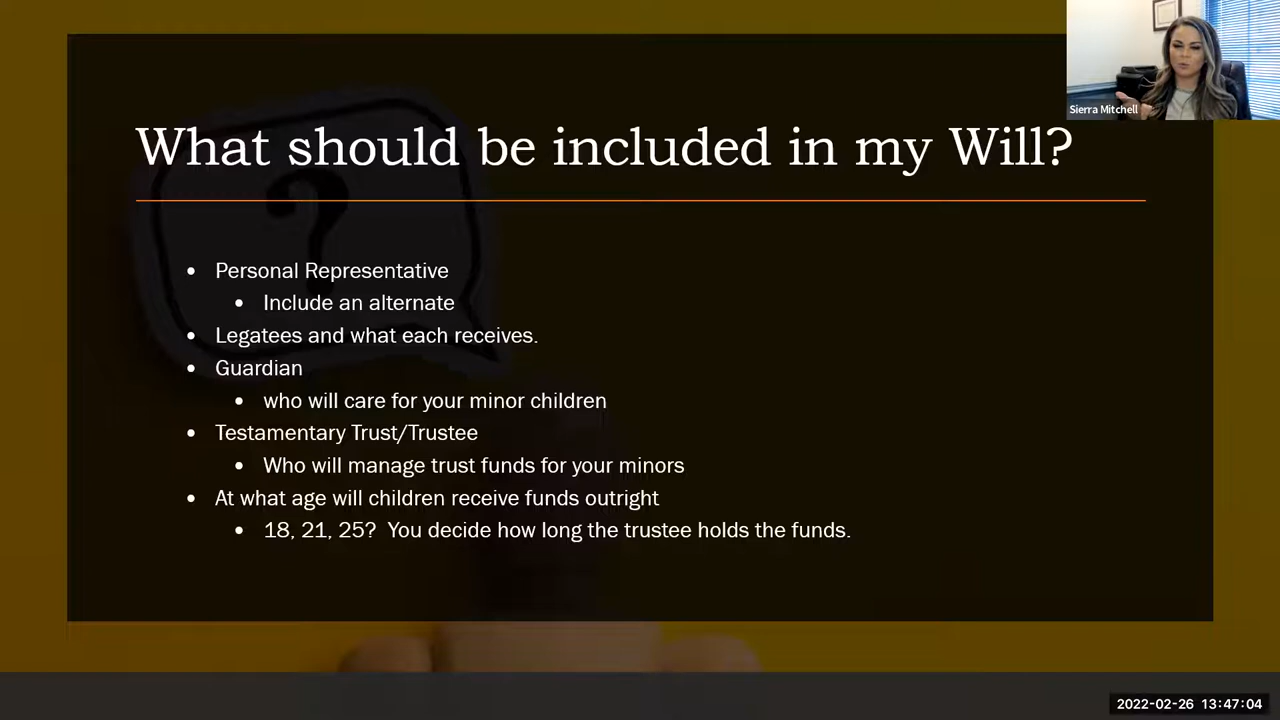 Sierra Mitchell
What should be included in my Will?
• Personal Representative
• Include an alternate
• Legatees and what each receives.
• Guardian
• who will care for your minor children
• Testamentary Trust/Trustee
• Who will manage trust funds for your minors
• At what age will children receive funds outright
• 18, 21, 25? You decide how long the trustee holds the funds.
2022-02-26 13:47:04